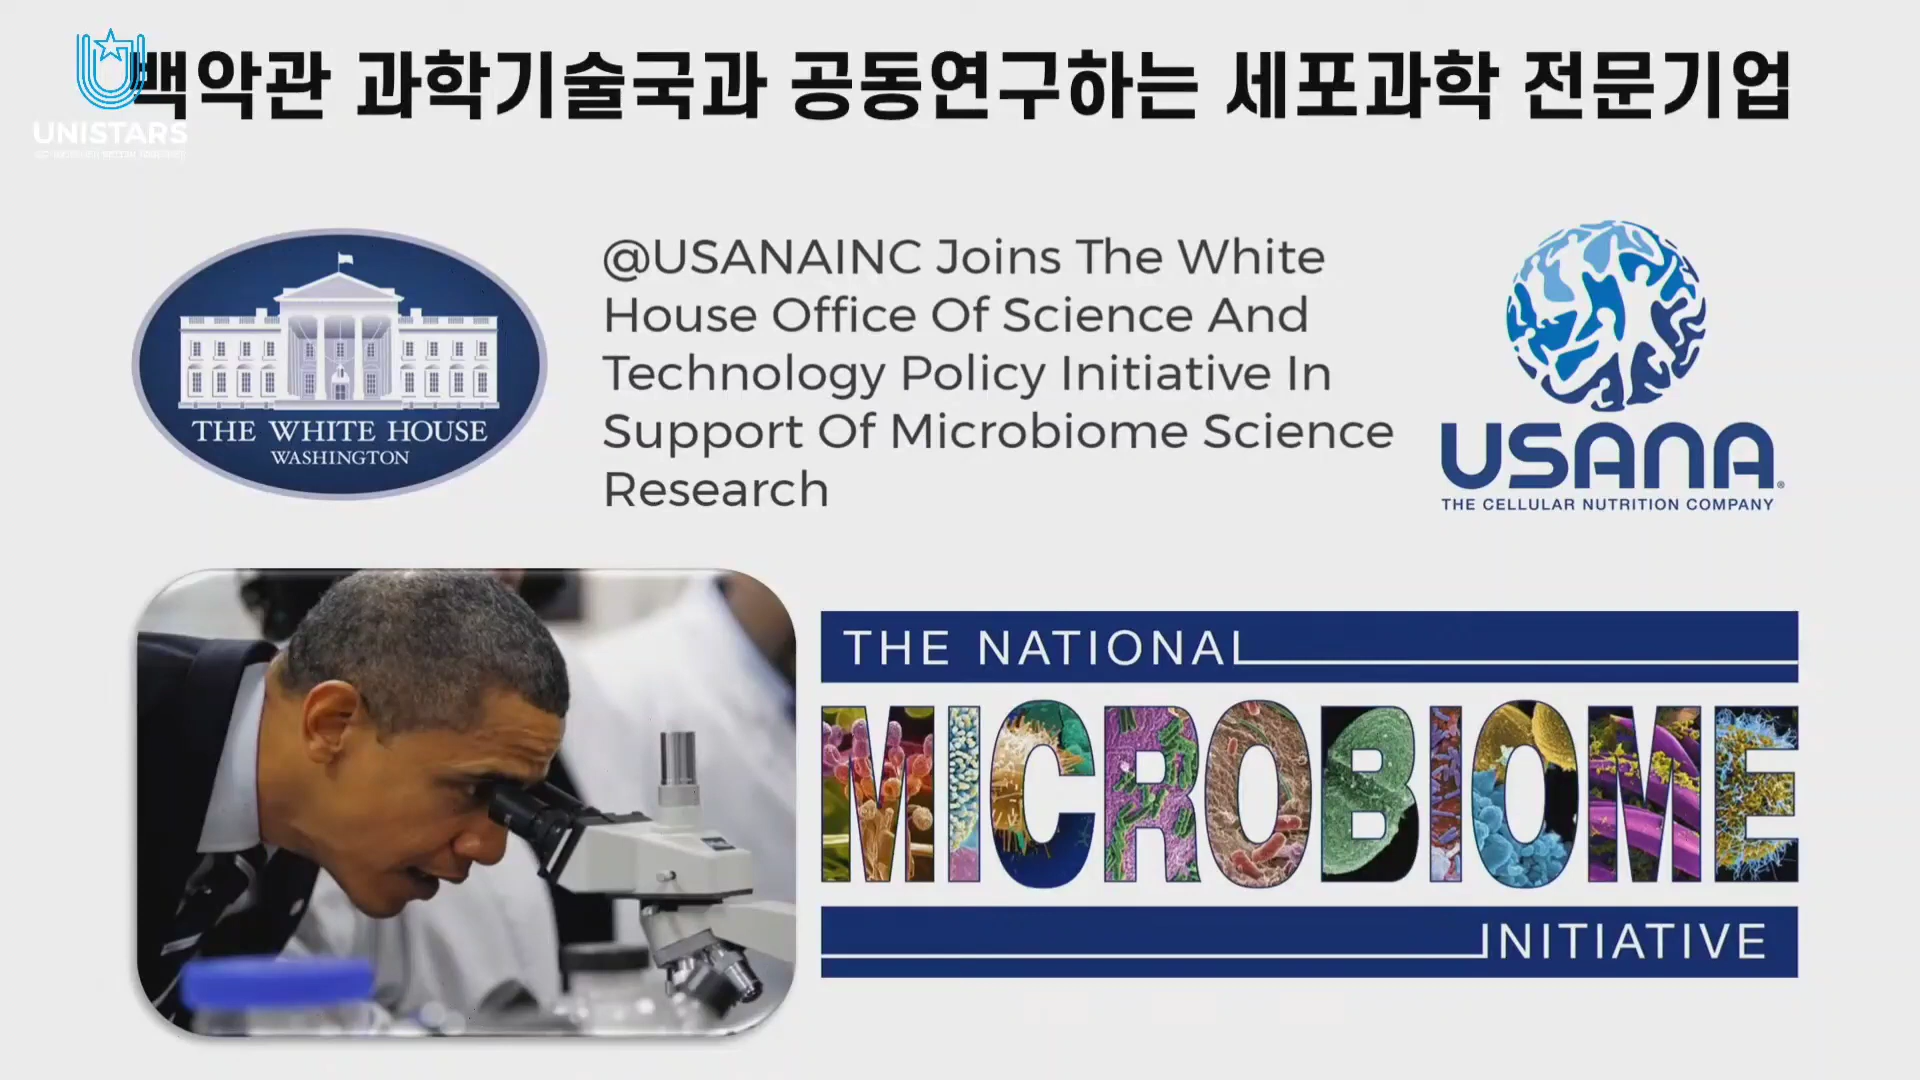 백악관 과학기술국과 공동연구하는 세포과학 전문기업
UNISTARS
@USANAINC Joins The White
House Office Of Science And
Technology Policy Initiative In
Support Of Microbiome Science
Research
THE WHITE HOUSE
WASHINGTON
USANA®
THE CELLULAR NUTRITION COMPANY
THE NATIONAL
MICROBIOME
INITIATIVE